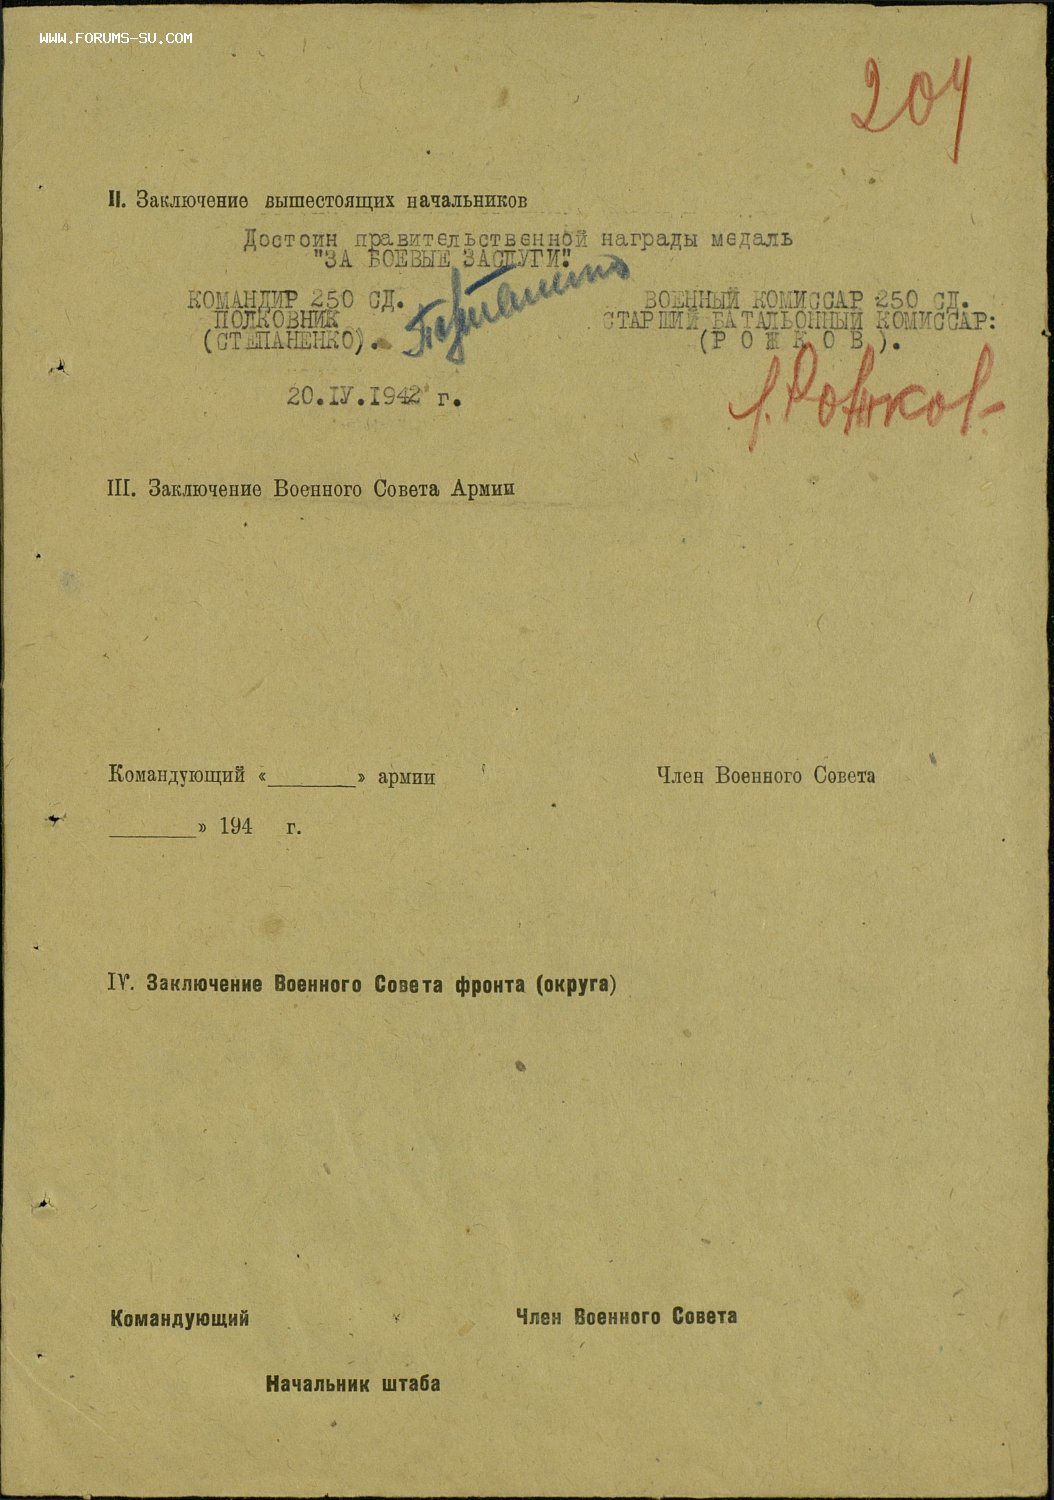 WWW.FORUMS-SU.COM
204
II. Заключение вышестоящих начальников
Достоин правительственной награды медаль
"ЗА БОЕВЫЕ ЗАСЛУГИ".
КОМАНДИР 250 СД. ВОЕННЫЙ КОМИССАР 250 СД.
ПОЛКОВНИК СТАРШИЙ БАТАЛЬОННЫЙ КОМИССАР:
(СТЕПАНЕНКО). (Р О Ж К О В ).
Рожков
20.IV.1942 г.
III. Заключение Военного Совета Армии
Командующий «_______» армии Член Военного Совета
_______» 194 г.
IV. Заключение Военного Совета фронта (округа)
Командующий Член Военного Совета
Начальник штаба